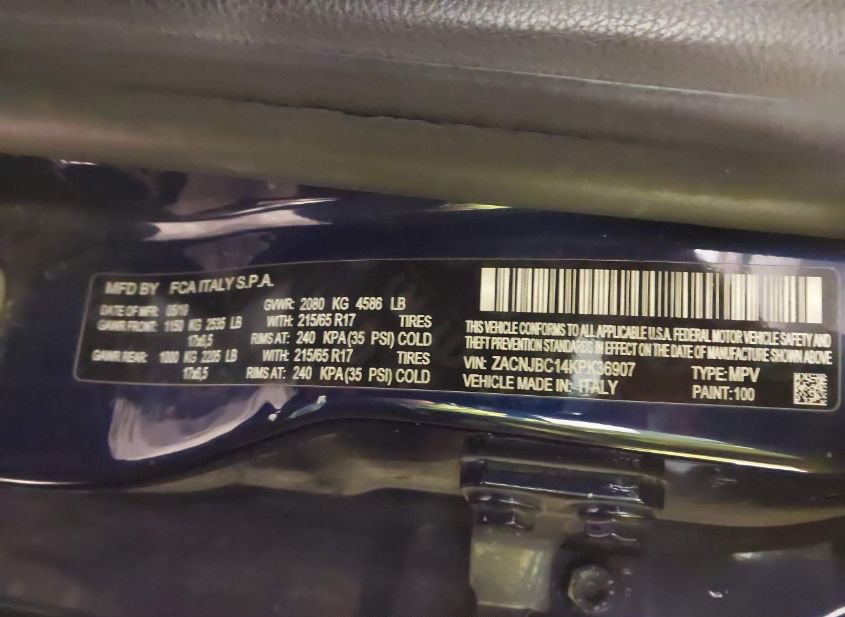 MFD BY FCA ITALY S.P.A.
DATE OF MFR: 05/19 GVWR: 2080 KG 4586 LB
GAWR FRONT: 1150 KG 2535 LB WITH: 215/65 R17 TIRES
17x6,5 RIMS AT: 240 KPA (35 PSI) COLD
GAWR REAR: 1000 KG 2205 LB WITH: 215/65 R17 TIRES
17x6,5 RIMS AT: 240 KPA (35 PSI) COLD
THIS VEHICLE CONFORMS TO ALL APPLICABLE U.S.A. FEDERAL MOTOR VEHICLE SAFETY AND
THEFT PREVENTION STANDARDS IN EFFECT ON THE DATE OF MANUFACTURE SHOWN ABOVE
VIN: ZACNJBC14KPK36907 TYPE: MPV
VEHICLE MADE IN: ITALY PAINT: 100